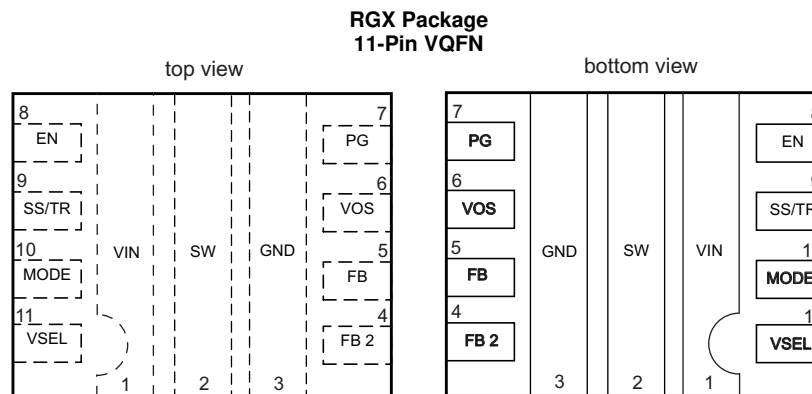 RGX Package
11-Pin VQFN
top view
8
EN
9
SS/TR
10
MODE
11
VSEL
VIN
1
SW
2
GND
3
7
PG
6
VOS
5
FB
4
FB 2
bottom view
7
PG
6
VOS
5
FB
4
FB 2
GND
3
SW
2
VIN
1
EN
SS/TR
MODE
VSEL